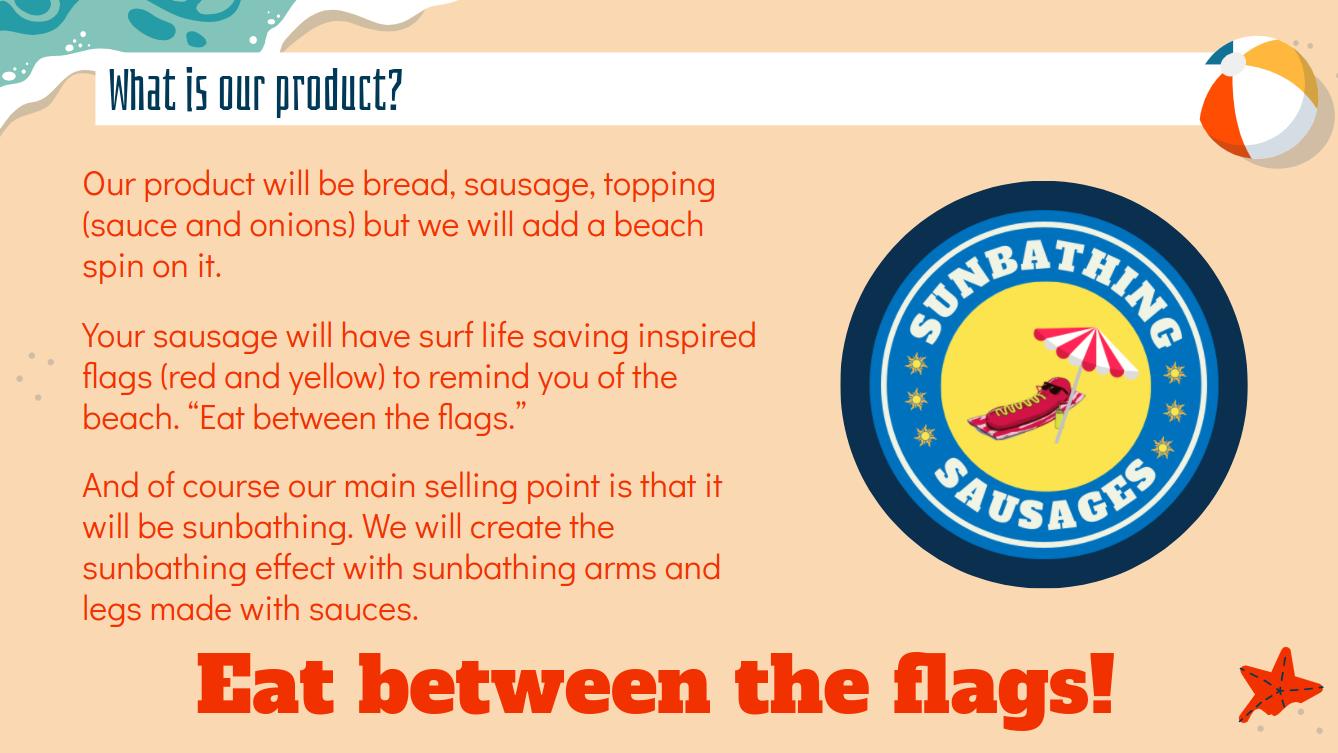 What is our product?
Our product will be bread, sausage, topping
(sauce and onions) but we will add a beach
spin on it.
Your sausage will have surf life saving inspired
flags (red and yellow) to remind you of the
beach. “Eat between the flags.”
And of course our main selling point is that it
will be sunbathing. We will create the
sunbathing effect with sunbathing arms and
legs made with sauces.
SUNBATHING
SAUSAGES
Eat between the flags!